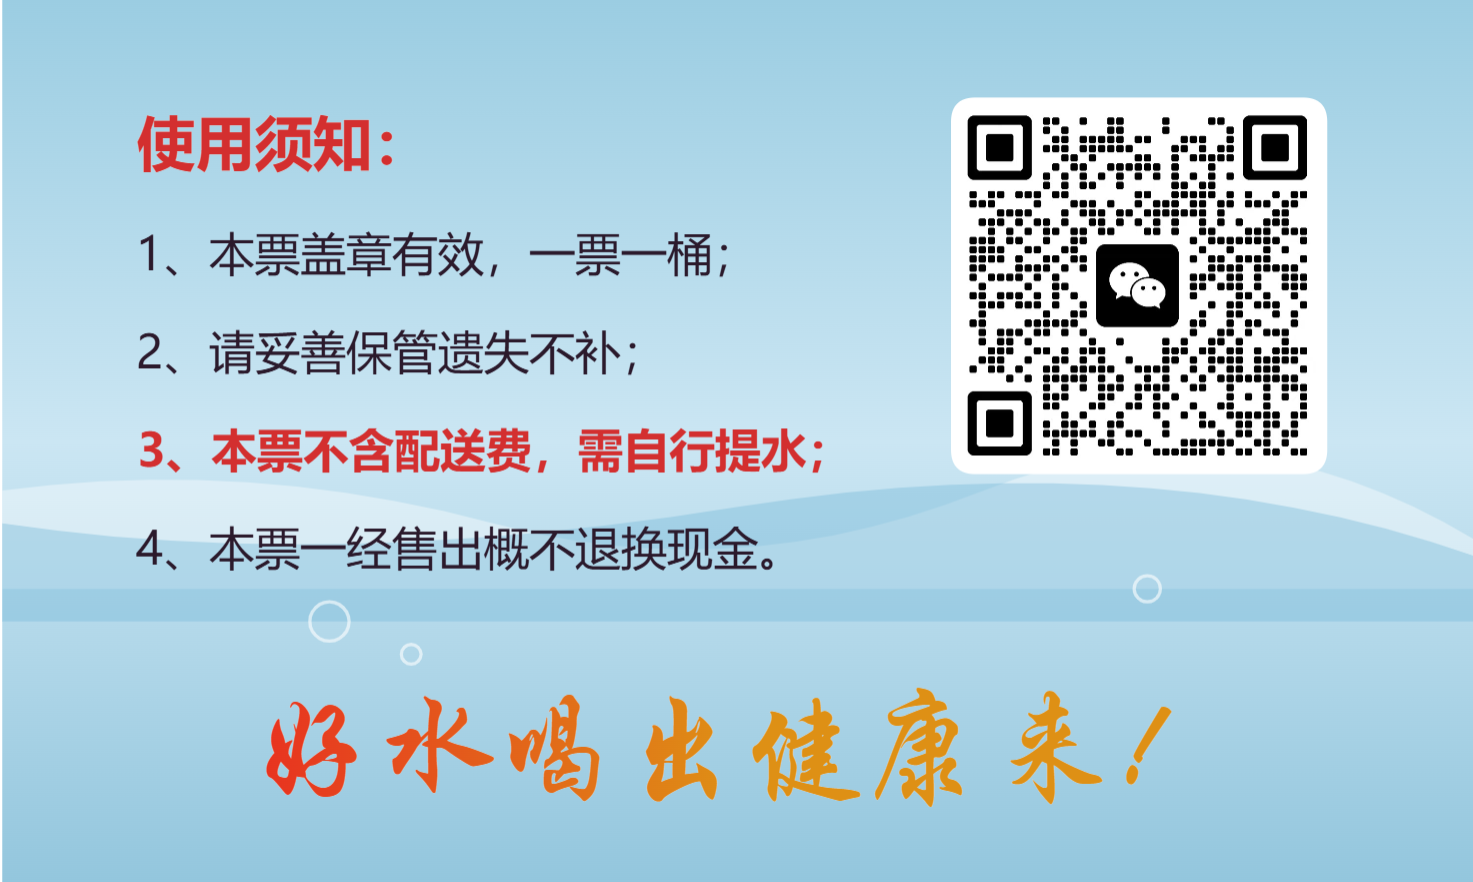 使用须知：
1、本票盖章有效，一票一桶；
2、请妥善保管遗失不补；
3、本票不含配送费，需自行提水；
4、本票一经售出概不退换现金。
好水喝出健康来！